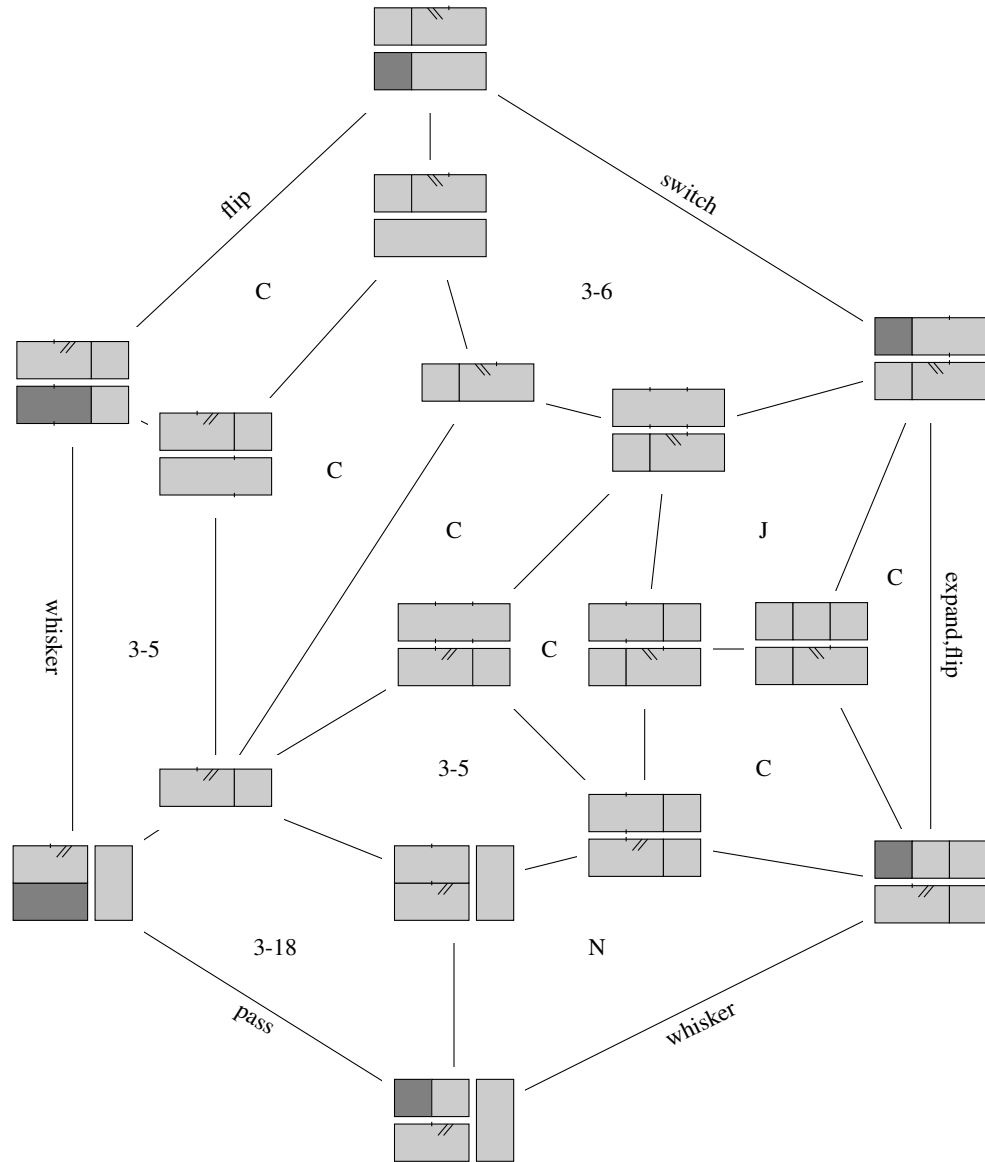 flip
switch
C
3-6
C
C
J
C
expand,flip
whisker
3-5
C
3-5
C
3-18
N
pass
whisker